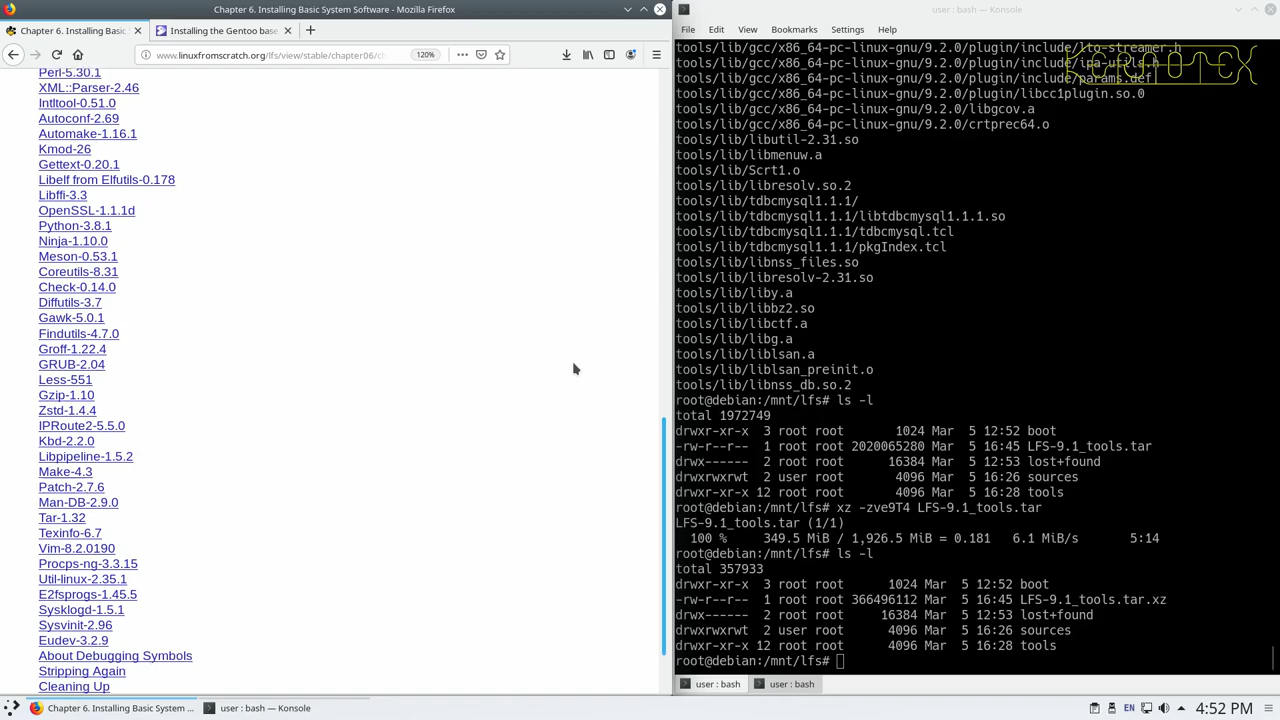 Chapter 6. Installing Basic System Software - Mozilla Firefox
Chapter 6. Installing Basic
Installing the Gentoo base
www.linuxfromscratch.org/lfs/view/stable/chapter06/ch
120%
Perl-5.30.1
XML::Parser-2.46
Intltool-0.51.0
Autoconf-2.69
Automake-1.16.1
Kmod-26
Gettext-0.20.1
Libelf from Elfutils-0.178
Libffi-3.3
OpenSSL-1.1.1d
Python-3.8.1
Ninja-1.10.0
Meson-0.53.1
Coreutils-8.31
Check-0.14.0
Diffutils-3.7
Gawk-5.0.1
Findutils-4.7.0
Groff-1.22.4
GRUB-2.04
Less-551
Gzip-1.10
Zstd-1.4.4
IPRoute2-5.5.0
Kbd-2.2.0
Libpipeline-1.5.2
Make-4.3
Patch-2.7.6
Man-DB-2.9.0
Tar-1.32
Texinfo-6.7
Vim-8.2.0190
Procps-ng-3.3.15
Util-linux-2.35.1
E2fsprogs-1.45.5
Sysklogd-1.5.1
Sysvinit-2.96
Eudev-3.2.9
About Debugging Symbols
Stripping Again
Cleaning Up
user : bash — Konsole
File Edit View Bookmarks Settings Help
tools/lib/gcc/x86_64-pc-linux-gnu/9.2.0/plugin/include/lto-streamer.h
tools/lib/gcc/x86_64-pc-linux-gnu/9.2.0/plugin/include/ipa-utils.h
tools/lib/gcc/x86_64-pc-linux-gnu/9.2.0/plugin/include/params.def
tools/lib/gcc/x86_64-pc-linux-gnu/9.2.0/plugin/libcc1plugin.so.0
tools/lib/gcc/x86_64-pc-linux-gnu/9.2.0/libgcov.a
tools/lib/gcc/x86_64-pc-linux-gnu/9.2.0/crtprec64.o
tools/lib/libutil-2.31.so
tools/lib/libmenuw.a
tools/lib/Scrt1.o
tools/lib/libresolv.so.2
tools/lib/tdbcmysql1.1.1/
tools/lib/tdbcmysql1.1.1/libtdbcmysql1.1.1.so
tools/lib/tdbcmysql1.1.1/tdbcmysql.tcl
tools/lib/tdbcmysql1.1.1/pkgIndex.tcl
tools/lib/libnss_files.so
tools/lib/libresolv-2.31.so
tools/lib/liby.a
tools/lib/libbz2.so
tools/lib/libctf.a
tools/lib/libg.a
tools/lib/liblsan.a
tools/lib/liblsan_preinit.o
tools/lib/libnss_db.so.2
root@debian:/mnt/lfs# ls -l
total 1972749
drwxr-xr-x 3 root root 1024 Mar 5 12:52 boot
-rw-r--r-- 1 root root 2020065280 Mar 5 16:45 LFS-9.1_tools.tar
drwx------ 2 root root 16384 Mar 5 12:53 lost+found
drwxrwxrwt 2 user root 4096 Mar 5 16:26 sources
drwxr-xr-x 12 root root 4096 Mar 5 16:28 tools
root@debian:/mnt/lfs# xz -zve9T4 LFS-9.1_tools.tar
LFS-9.1_tools.tar (1/1)
100 % 349.5 MiB / 1,926.5 MiB = 0.181 6.1 MiB/s 5:14
root@debian:/mnt/lfs# ls -l
total 357933
drwxr-xr-x 3 root root 1024 Mar 5 12:52 boot
-rw-r--r-- 1 root root 366496112 Mar 5 16:45 LFS-9.1_tools.tar.xz
drwx------ 2 root root 16384 Mar 5 12:53 lost+found
drwxrwxrwt 2 user root 4096 Mar 5 16:26 sources
drwxr-xr-x 12 root root 4096 Mar 5 16:28 tools
root@debian:/mnt/lfs#
user : bash
user : bash
Chapter 6. Installing Basic System ...
user : bash — Konsole
EN
4:52 PM